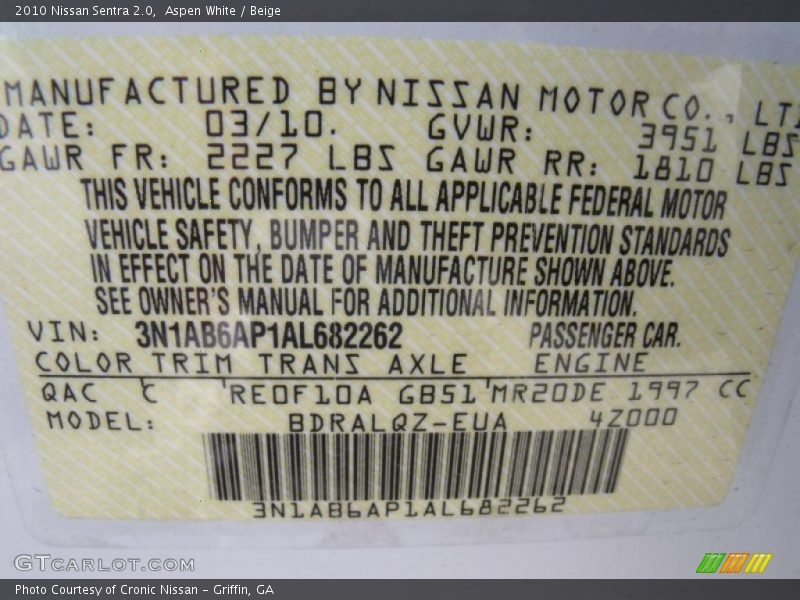 2010 Nissan Sentra 2.0, Aspen White / Beige
MANUFACTURED BY NISSAN MOTOR CO., LT
DATE: 03/10. GVWR: 3951 LBS
GAWR FR: 2227 LBS GAWR RR: 1810 LBS
THIS VEHICLE CONFORMS TO ALL APPLICABLE FEDERAL MOTOR
VEHICLE SAFETY, BUMPER AND THEFT PREVENTION STANDARDS
IN EFFECT ON THE DATE OF MANUFACTURE SHOWN ABOVE.
SEE OWNER'S MANUAL FOR ADDITIONAL INFORMATION.
VIN: 3N1AB6AP1AL682262 PASSENGER CAR.
COLOR TRIM TRANS AXLE ENGINE
QAC C RE0F10A GB51 MR20DE 1997 CC
MODEL: BDRALQZ-EUA 4Z000
3N1AB6AP1AL682262
GTCARLOT.COM
Photo Courtesy of Cronic Nissan - Griffin, GA